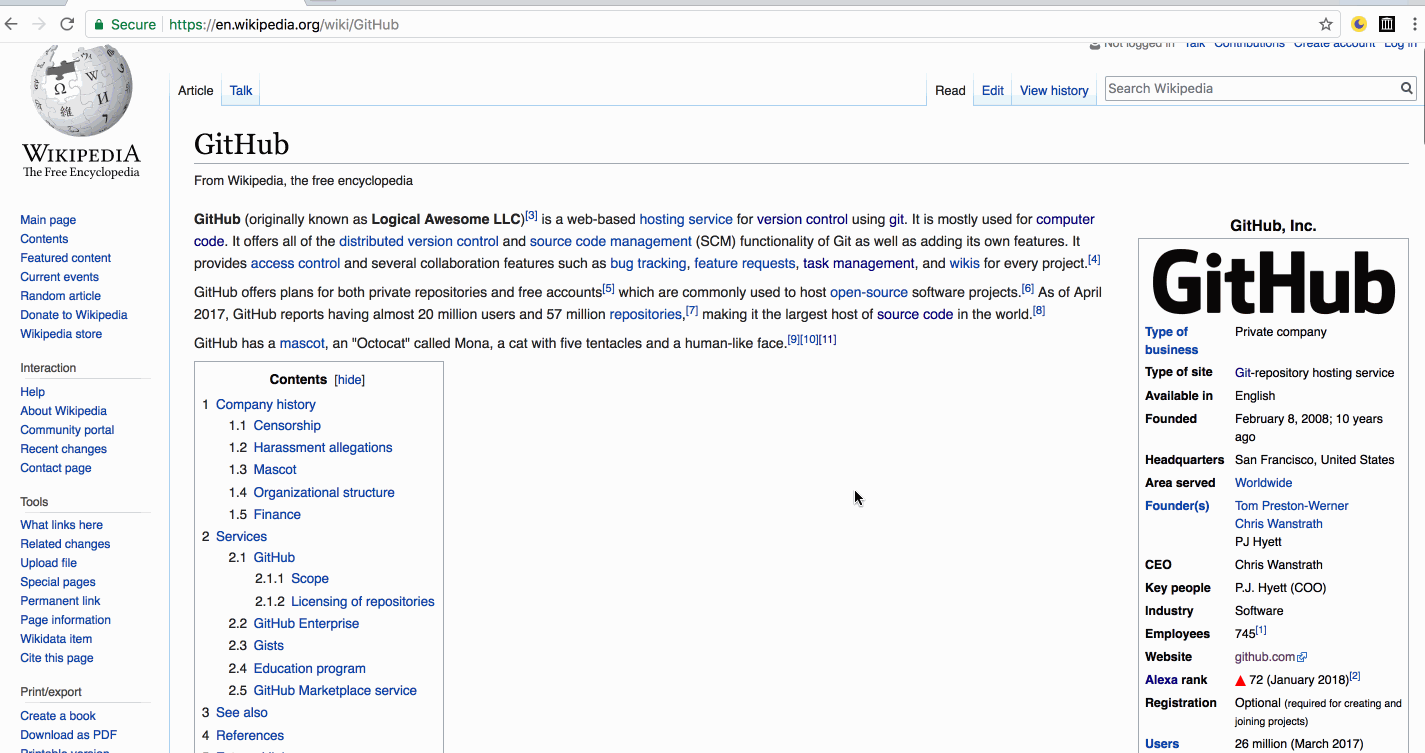 Secure https://en.wikipedia.org/wiki/GitHub
Not logged in Talk Contributions Create account Log in
Article Talk Read Edit View history Search Wikipedia
Ω W И 維 7
WIKIPEDIA
The Free Encyclopedia
Main page
Contents
Featured content
Current events
Random article
Donate to Wikipedia
Wikipedia store
Interaction
Help
About Wikipedia
Community portal
Recent changes
Contact page
Tools
What links here
Related changes
Upload file
Special pages
Permanent link
Page information
Wikidata item
Cite this page
Print/export
Create a book
Download as PDF
Printable version
GitHub
From Wikipedia, the free encyclopedia
GitHub (originally known as Logical Awesome LLC)[3] is a web-based hosting service for version control using git. It is mostly used for computer
code. It offers all of the distributed version control and source code management (SCM) functionality of Git as well as adding its own features. It
provides access control and several collaboration features such as bug tracking, feature requests, task management, and wikis for every project.[4]
GitHub offers plans for both private repositories and free accounts[5] which are commonly used to host open-source software projects.[6] As of April
2017, GitHub reports having almost 20 million users and 57 million repositories,[7] making it the largest host of source code in the world.[8]
GitHub has a mascot, an "Octocat" called Mona, a cat with five tentacles and a human-like face.[9][10][11]
Contents [hide]
1 Company history
1.1 Censorship
1.2 Harassment allegations
1.3 Mascot
1.4 Organizational structure
1.5 Finance
2 Services
2.1 GitHub
2.1.1 Scope
2.1.2 Licensing of repositories
2.2 GitHub Enterprise
2.3 Gists
2.4 Education program
2.5 GitHub Marketplace service
3 See also
4 References
GitHub, Inc.
GitHub
Type of business Private company
Type of site Git-repository hosting service
Available in English
Founded February 8, 2008; 10 years
ago
Headquarters San Francisco, United States
Area served Worldwide
Founder(s) Tom Preston-Werner
Chris Wanstrath
PJ Hyett
CEO Chris Wanstrath
Key people P.J. Hyett (COO)
Industry Software
Employees 745[1]
Website github.com
Alexa rank ▲ 72 (January 2018)[2]
Registration Optional (required for creating and
joining projects)
Users 26 million (March 2017)